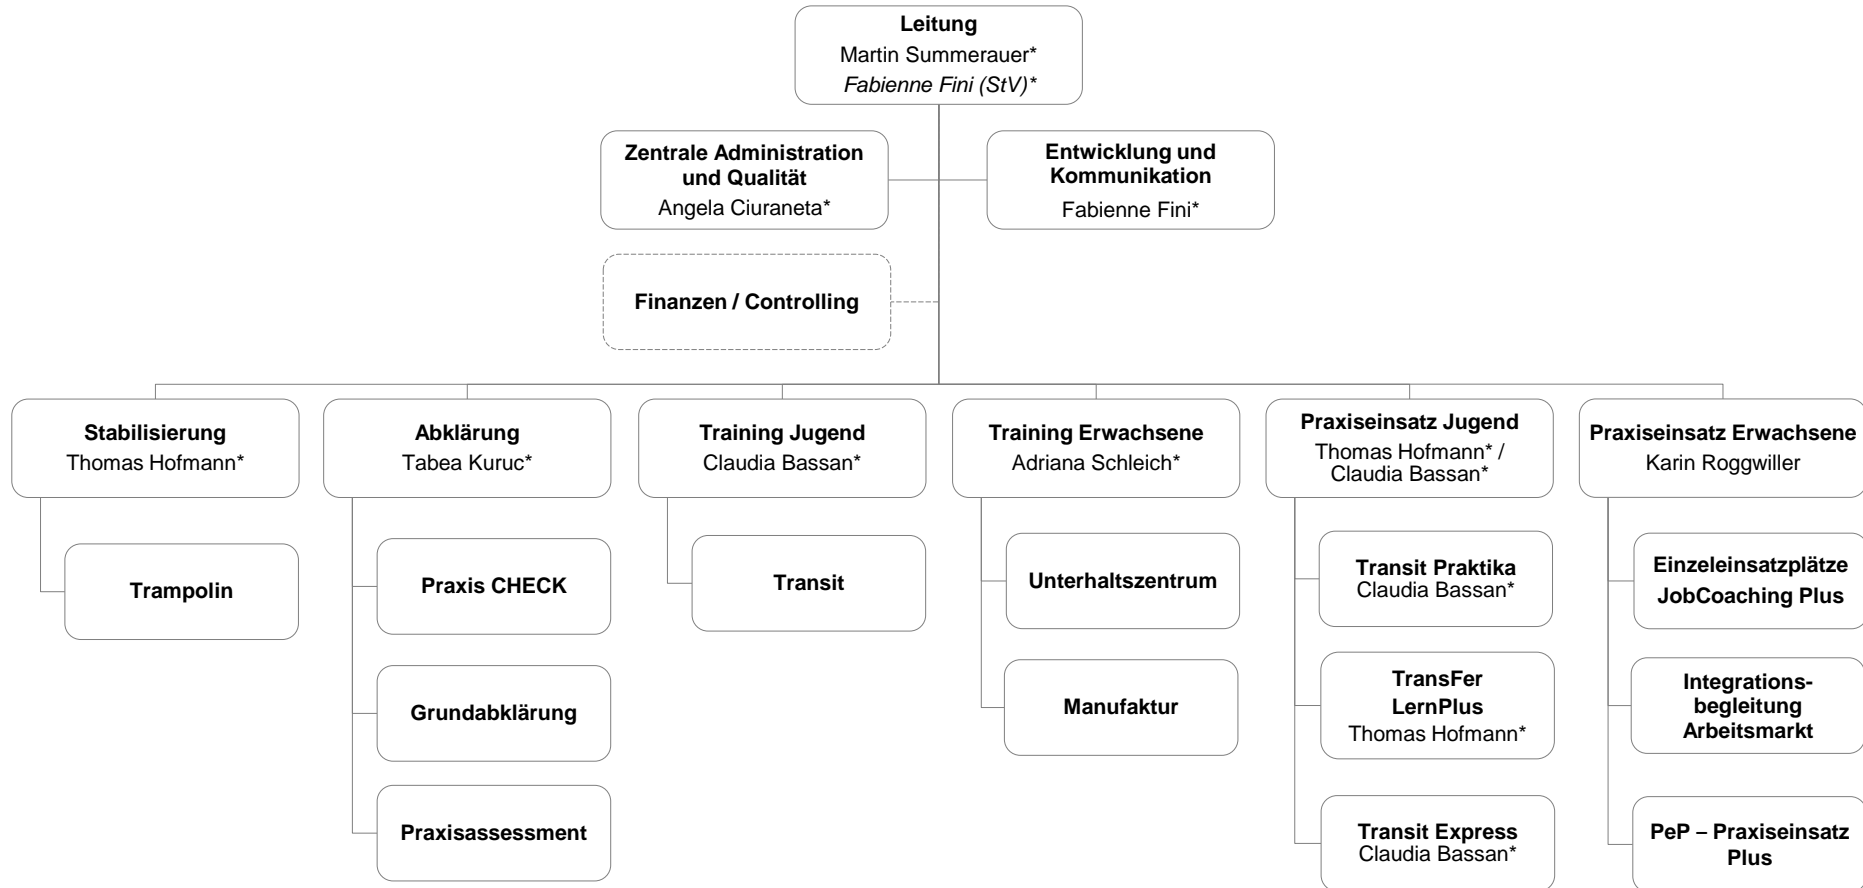 Leitung
Martin Summerauer*
Fabienne Fini (StV)*
Zentrale Administration
und Qualität
Angela Ciuraneta*
Entwicklung und
Kommunikation
Fabienne Fini*
Finanzen / Controlling
Stabilisierung
Thomas Hofmann*
Abklärung
Tabea Kuruc*
Training Jugend
Claudia Bassan*
Training Erwachsene
Adriana Schleich*
Praxiseinsatz Jugend
Thomas Hofmann* /
Claudia Bassan*
Praxiseinsatz Erwachsene
Karin Roggwiller
Trampolin
Praxis CHECK
Grundabklärung
Praxisassessment
Transit
Unterhaltszentrum
Manufaktur
Transit Praktika
Claudia Bassan*
TransFer
LernPlus
Thomas Hofmann*
Transit Express
Claudia Bassan*
Einzeleinsatzplätze
JobCoaching Plus
Integrations-
begleitung
Arbeitsmarkt
PeP – Praxiseinsatz
Plus